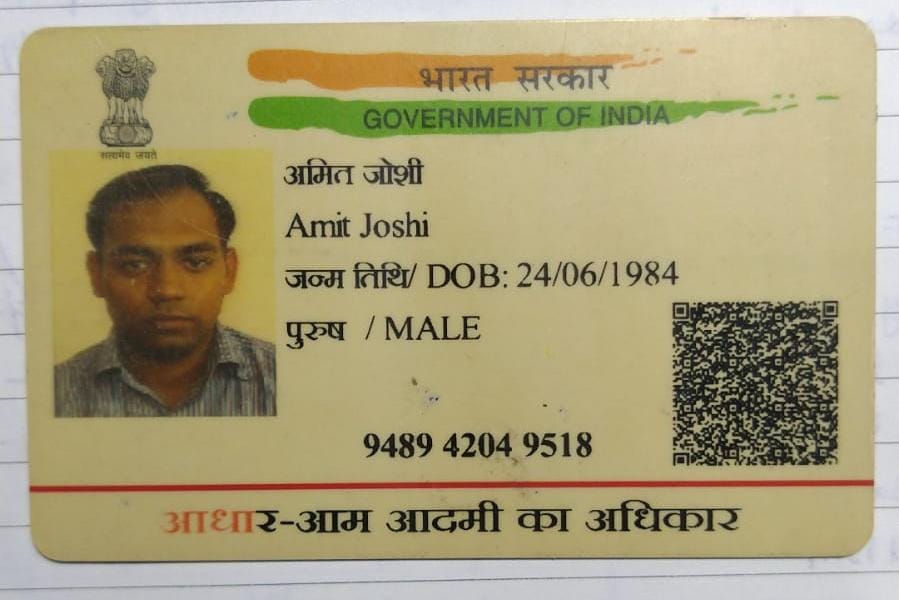 भारत सरकार
GOVERNMENT OF INDIA
सत्यमेव जयते
अमित जोशी
Amit Joshi
जन्म तिथि/ DOB: 24/06/1984
पुरुष / MALE
9489 4204 9518
आधार-आम आदमी का अधिकार